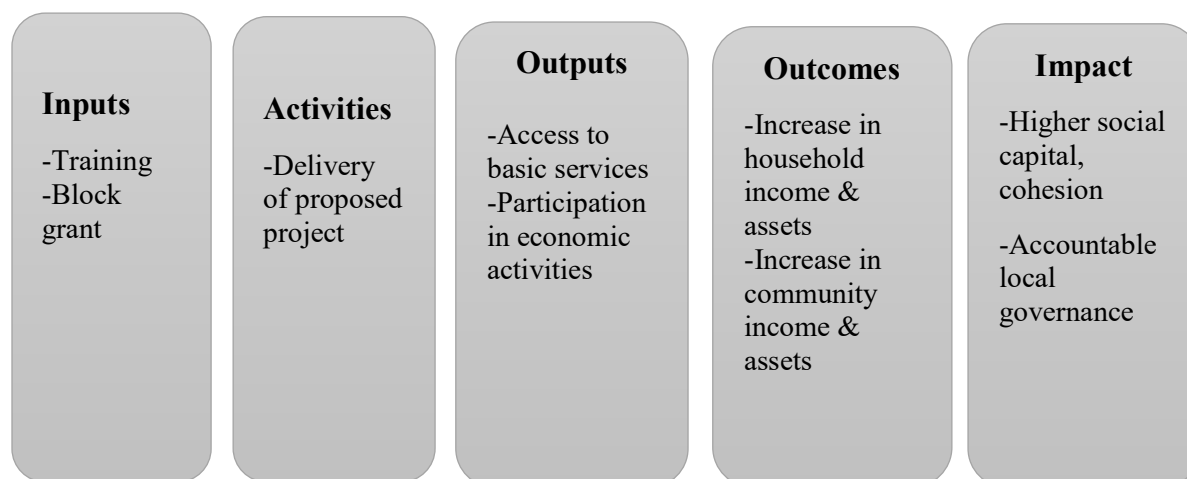 Inputs
-Training
-Block
grant
Activities
-Delivery
of proposed
project
Outputs
-Access to
basic services
-Participation
in economic
activities
Outcomes
-Increase in
household
income &
assets
-Increase in
community
income &
assets
Impact
-Higher social
capital,
cohesion
-Accountable
local
governance